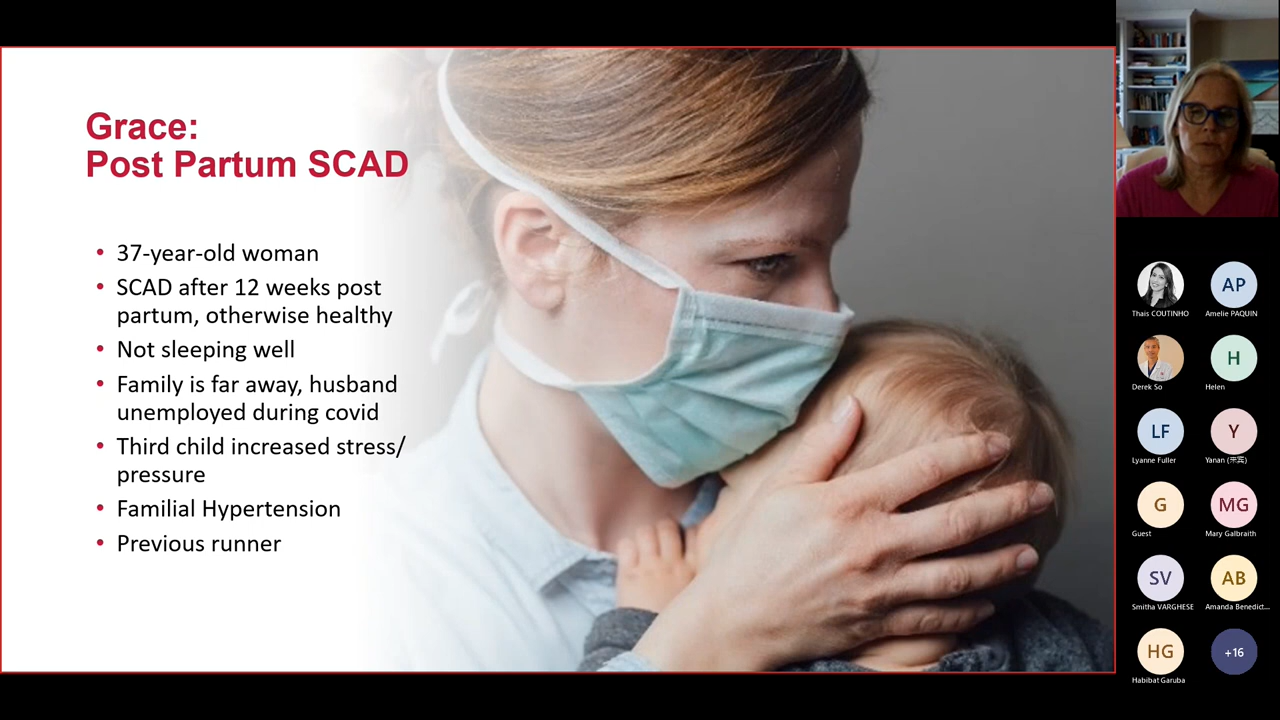 Grace:
Post Partum SCAD
• 37-year-old woman
• SCAD after 12 weeks post
partum, otherwise healthy
• Not sleeping well
• Family is far away, husband
unemployed during covid
• Third child increased stress/
pressure
• Familial Hypertension
• Previous runner
Thais COUTINHO
AP
Amelie PAQUIN
Derek So
H
Helen
LF
Lyanne Fuller
Y
Yanan
G
Guest
MG
Mary Galbraith
SV
Smitha VARGHESE
AB
Amanda Benedict...
HG
Habibat Garuba
+16